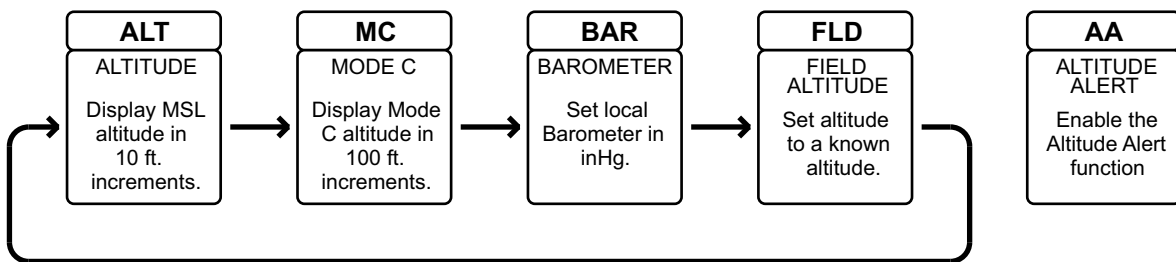 ALT
ALTITUDE
Display MSL
altitude in
10 ft.
increments.
MC
MODE C
Display Mode
C altitude in
100 ft.
increments.
BAR
BAROMETER
Set local
Barometer in
inHg.
FLD
FIELD
ALTITUDE
Set altitude
to a known
altitude.
AA
ALTITUDE
ALERT
Enable the
Altitude Alert
function